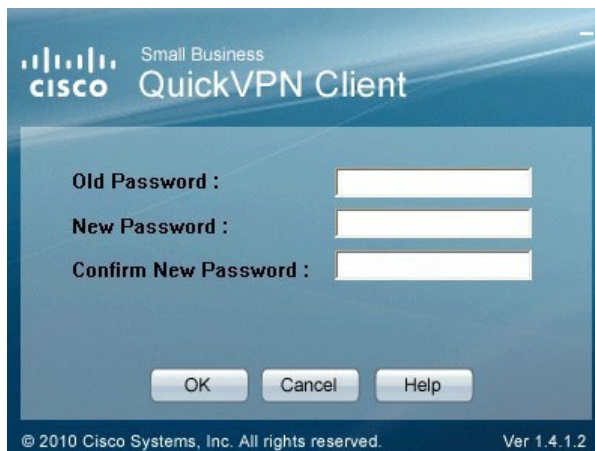 Small Business
CISCO QuickVPN Client
Old Password :
New Password :
Confirm New Password :
OK Cancel Help
© 2010 Cisco Systems, Inc. All rights reserved. Ver 1.4.1.2